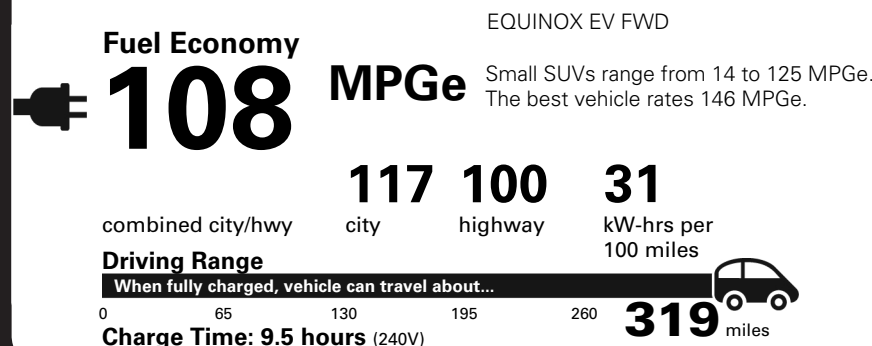 EQUINOX EV FWD
Fuel Economy
108 MPGe
Small SUVs range from 14 to 125 MPGe.
The best vehicle rates 146 MPGe.
117 100 31
combined city/hwy city highway kW-hrs per
100 miles
Driving Range
When fully charged, vehicle can travel about...
0 65 130 195 260 319 miles
Charge Time: 9.5 hours (240V)